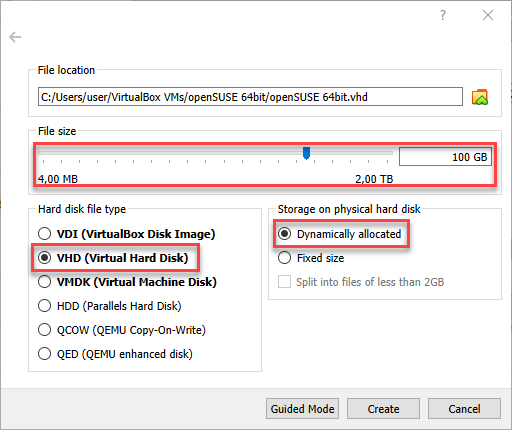 ?
File location
C:/Users/user/VirtualBox VMs/openSUSE 64bit/openSUSE 64bit.vhd
File size
100 GB
4,00 MB 2,00 TB
Hard disk file type
VDI (VirtualBox Disk Image)
VHD (Virtual Hard Disk)
VMDK (Virtual Machine Disk)
HDD (Parallels Hard Disk)
QCOW (QEMU Copy-On-Write)
QED (QEMU enhanced disk)
Storage on physical hard disk
Dynamically allocated
Fixed size
Split into files of less than 2GB
Guided Mode Create Cancel